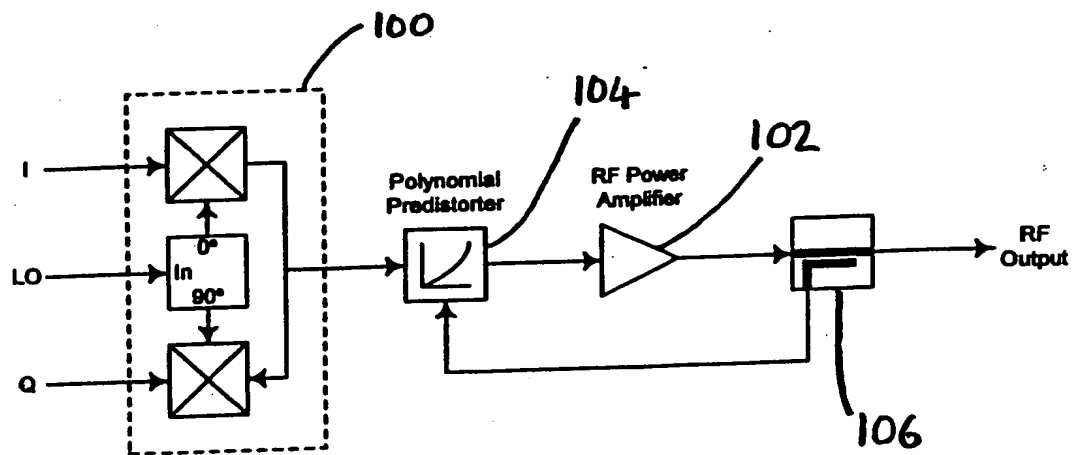 100
104
102
I
Polynomial
Predistorter
RF Power
Amplifier
0°
LO
In
90°
RF
Output
Q
106